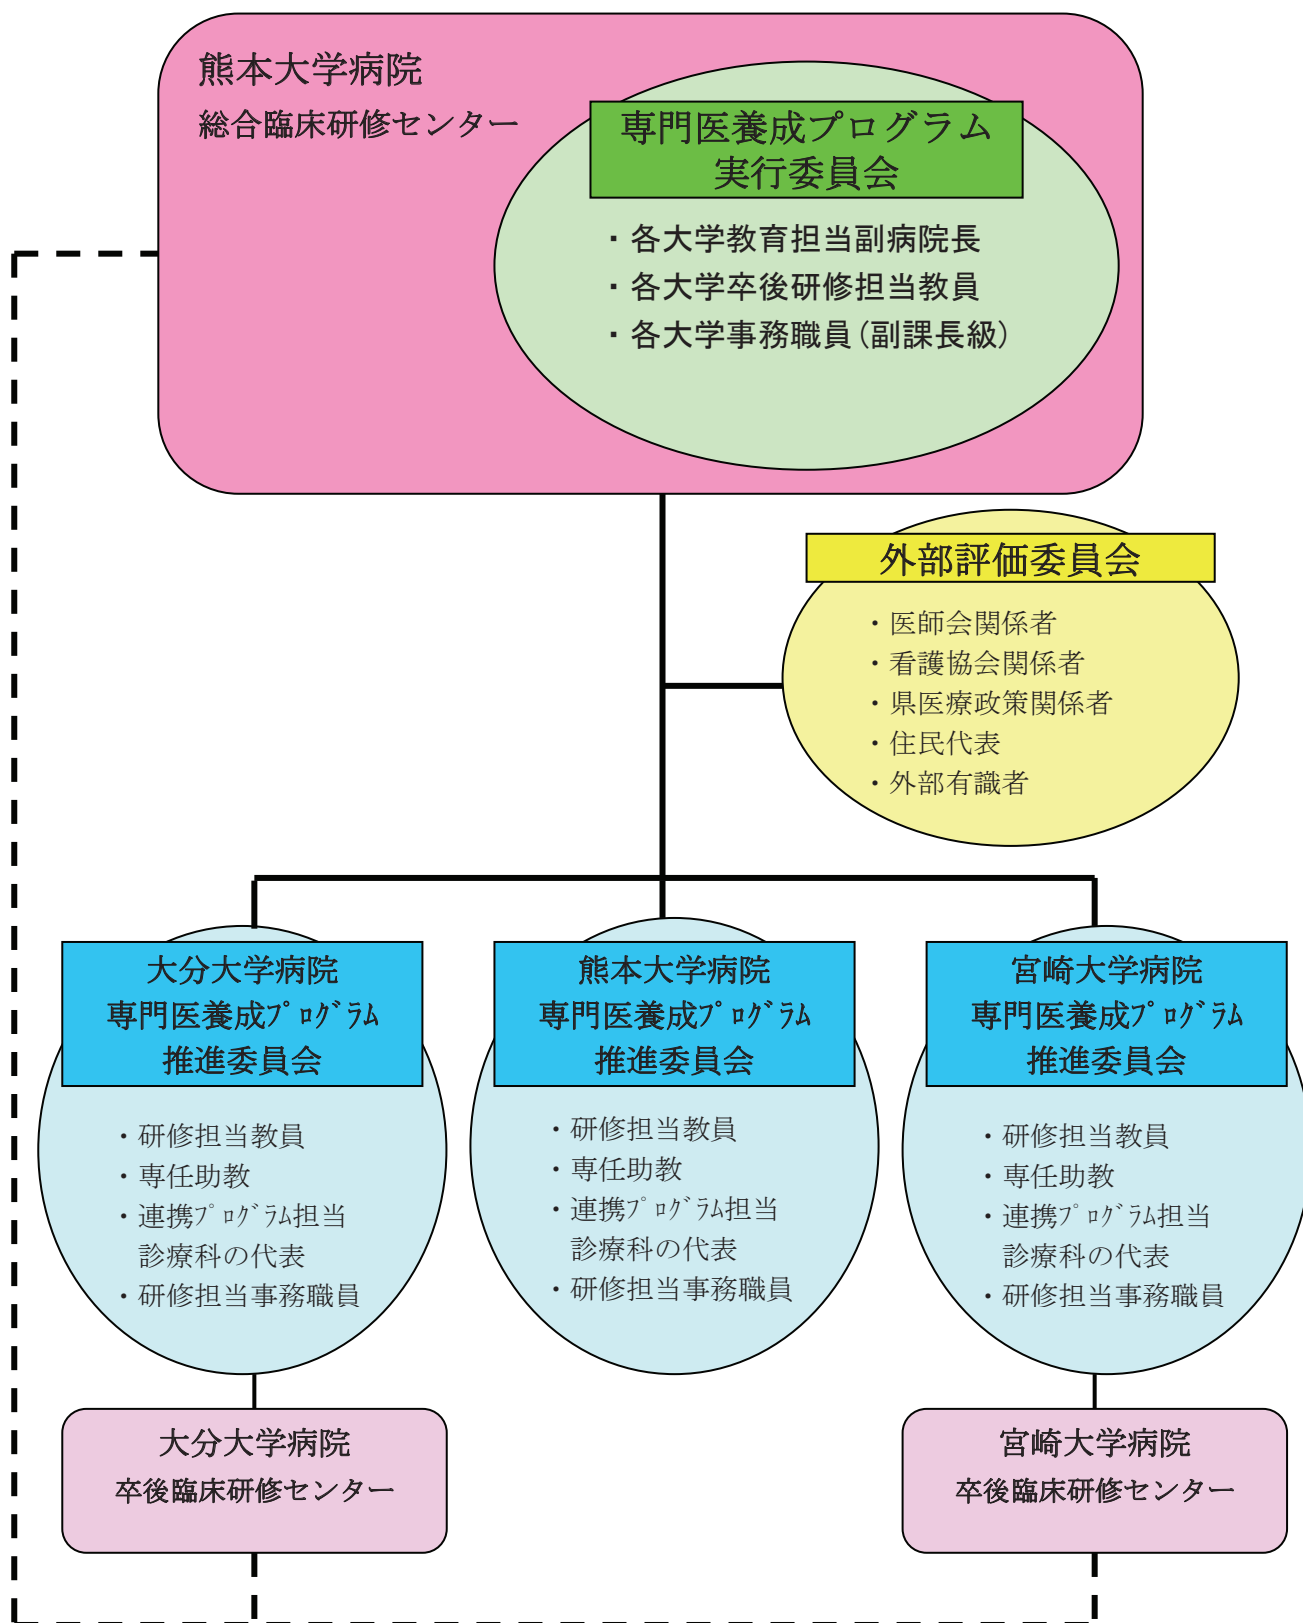 熊本大学病院
総合臨床研修センター
専門医養成プログラム
実行委員会
・各大学教育担当副病院長
・各大学卒後研修担当教員
・各大学事務職員(副課長級)
外部評価委員会
・医師会関係者
・看護協会関係者
・県医療政策関係者
・住民代表
・外部有識者
大分大学病院
専門医養成ﾌﾟﾛｸﾞﾗﾑ
推進委員会
・研修担当教員
・専任助教
・連携ﾌﾟﾛｸﾞﾗﾑ担当
診療科の代表
・研修担当事務職員
熊本大学病院
専門医養成ﾌﾟﾛｸﾞﾗﾑ
推進委員会
・研修担当教員
・専任助教
・連携ﾌﾟﾛｸﾞﾗﾑ担当
診療科の代表
・研修担当事務職員
宮崎大学病院
専門医養成ﾌﾟﾛｸﾞﾗﾑ
推進委員会
・研修担当教員
・専任助教
・連携ﾌﾟﾛｸﾞﾗﾑ担当
診療科の代表
・研修担当事務職員
大分大学病院
卒後臨床研修センター
宮崎大学病院
卒後臨床研修センター